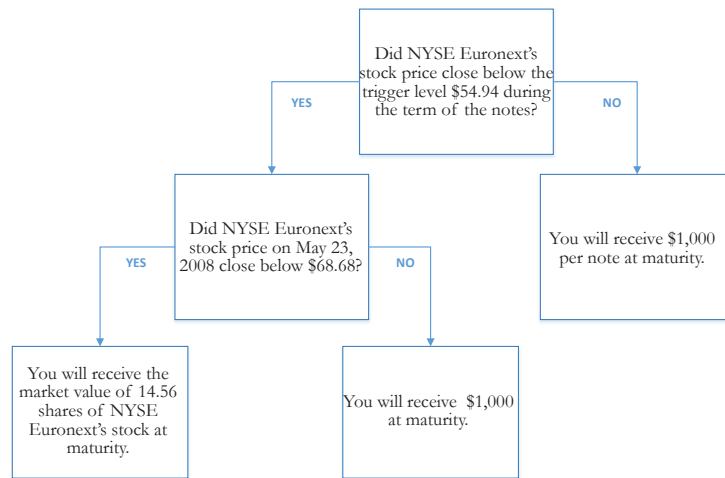 Did NYSE Euronext's
stock price close below the
trigger level $54.94 during
the term of the notes?
YES
NO
Did NYSE Euronext's
stock price on May 23,
2008 close below $68.68?
You will receive $1,000
per note at maturity.
YES
NO
You will receive the
market value of 14.56
shares of NYSE
Euronext's stock at
maturity.
You will receive $1,000
at maturity.